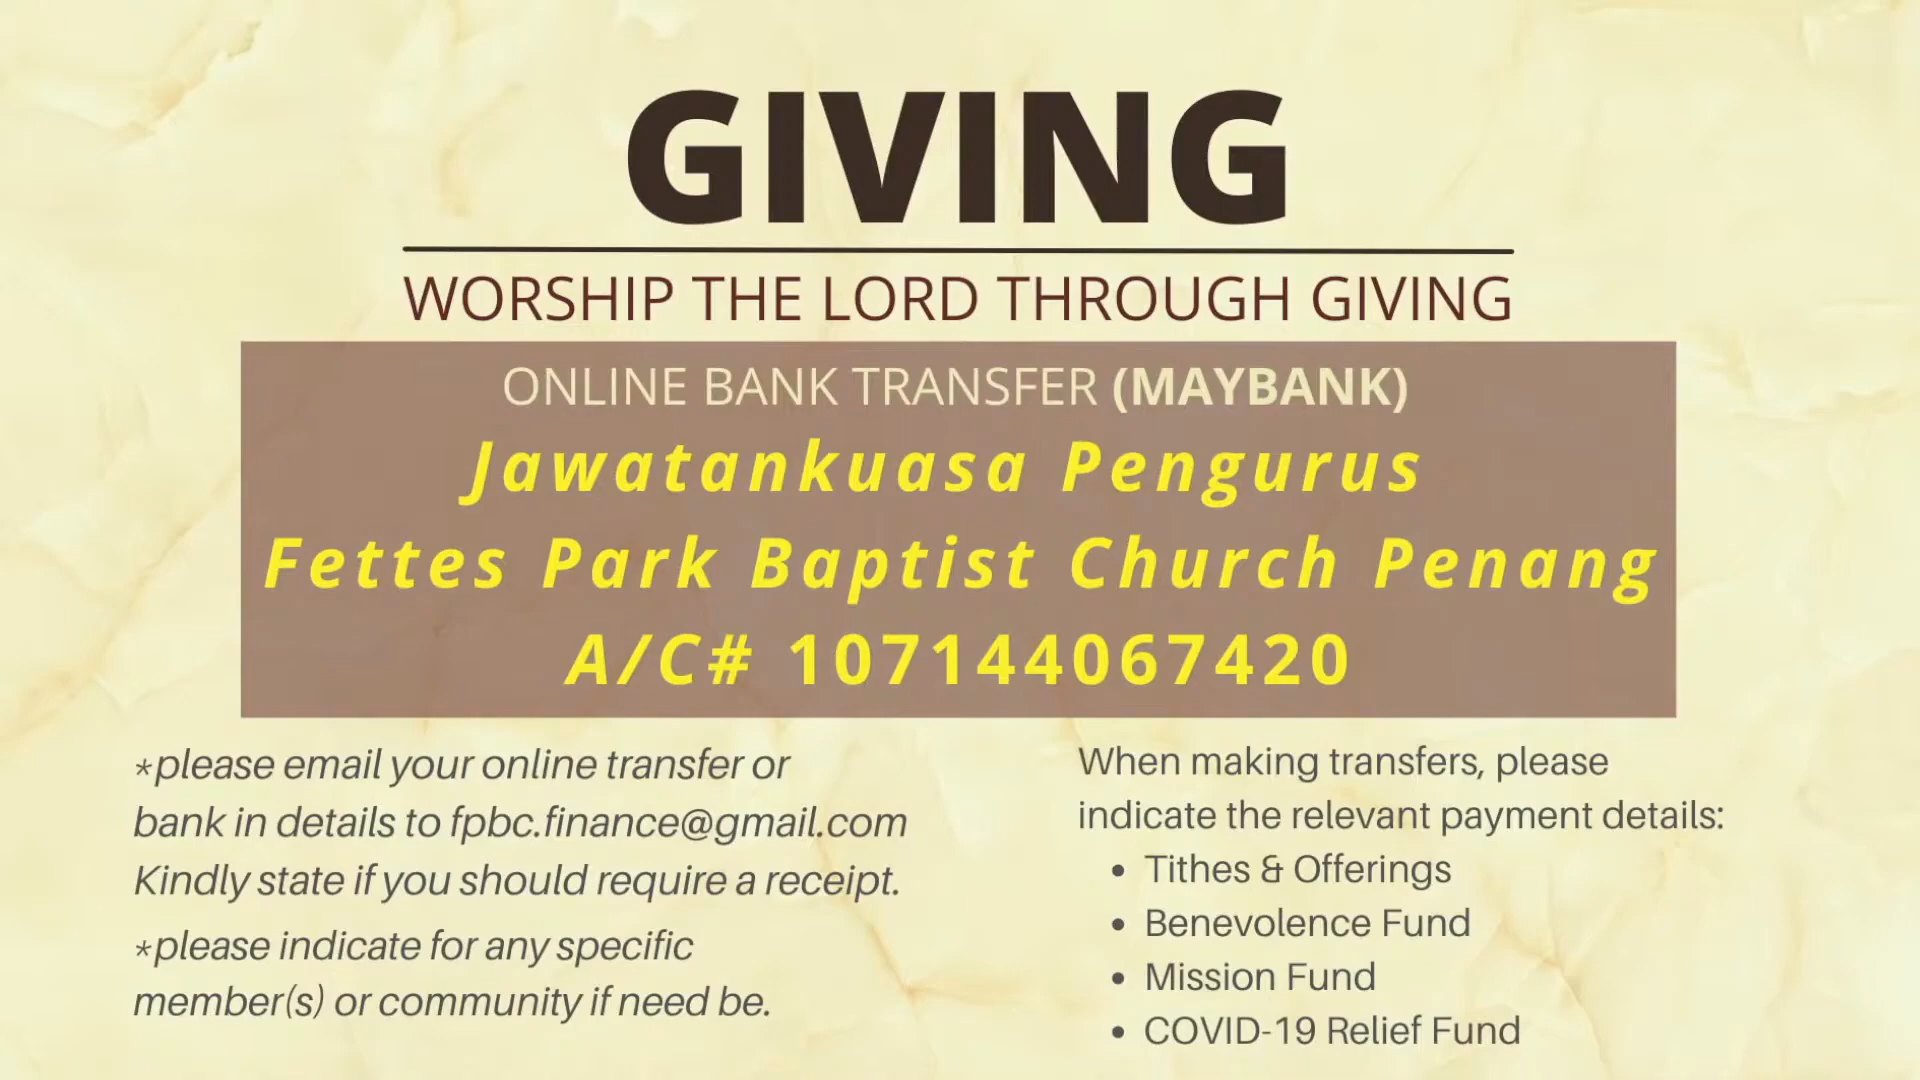 GIVING
WORSHIP THE LORD THROUGH GIVING
ONLINE BANK TRANSFER (MAYBANK)
Jawatankuasa Pengurus
Fettes Park Baptist Church Penang
A/C# 107144067420
*please email your online transfer or
bank in details to fpbc.finance@gmail.com
Kindly state if you should require a receipt.
*please indicate for any specific
member(s) or community if need be.
When making transfers, please
indicate the relevant payment details:
• Tithes & Offerings
• Benevolence Fund
• Mission Fund
• COVID-19 Relief Fund